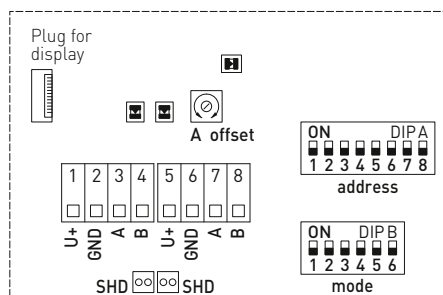 Plug for
display
A offset
ON DIP A
1 2 3 4 5 6 7 8
address
1 2 3 4 5 6 7 8
U+ GND A B U+ GND A B
ON DIP B
1 2 3 4 5 6
mode
SHD SHD